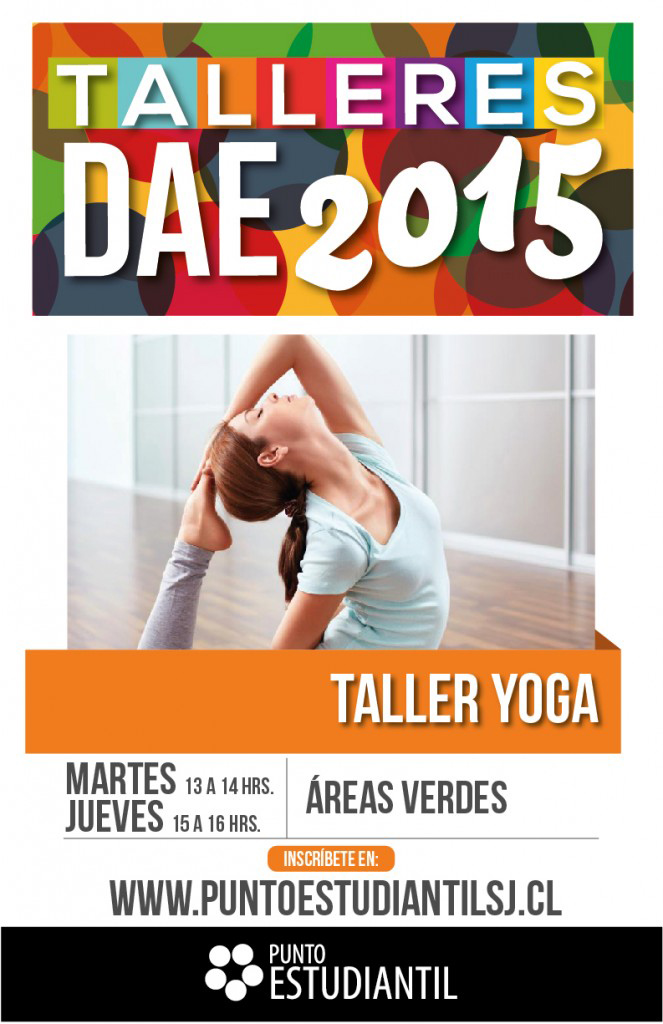 TALLERES
DAE 2015
TALLER YOGA
MARTES 13 A 14 HRS.
JUEVES 15 A 16 HRS.
ÁREAS VERDES
INSCRÍBETE EN:
WWW.PUNTOESTUDIANTILSJ.CL
PUNTO
ESTUDIANTIL